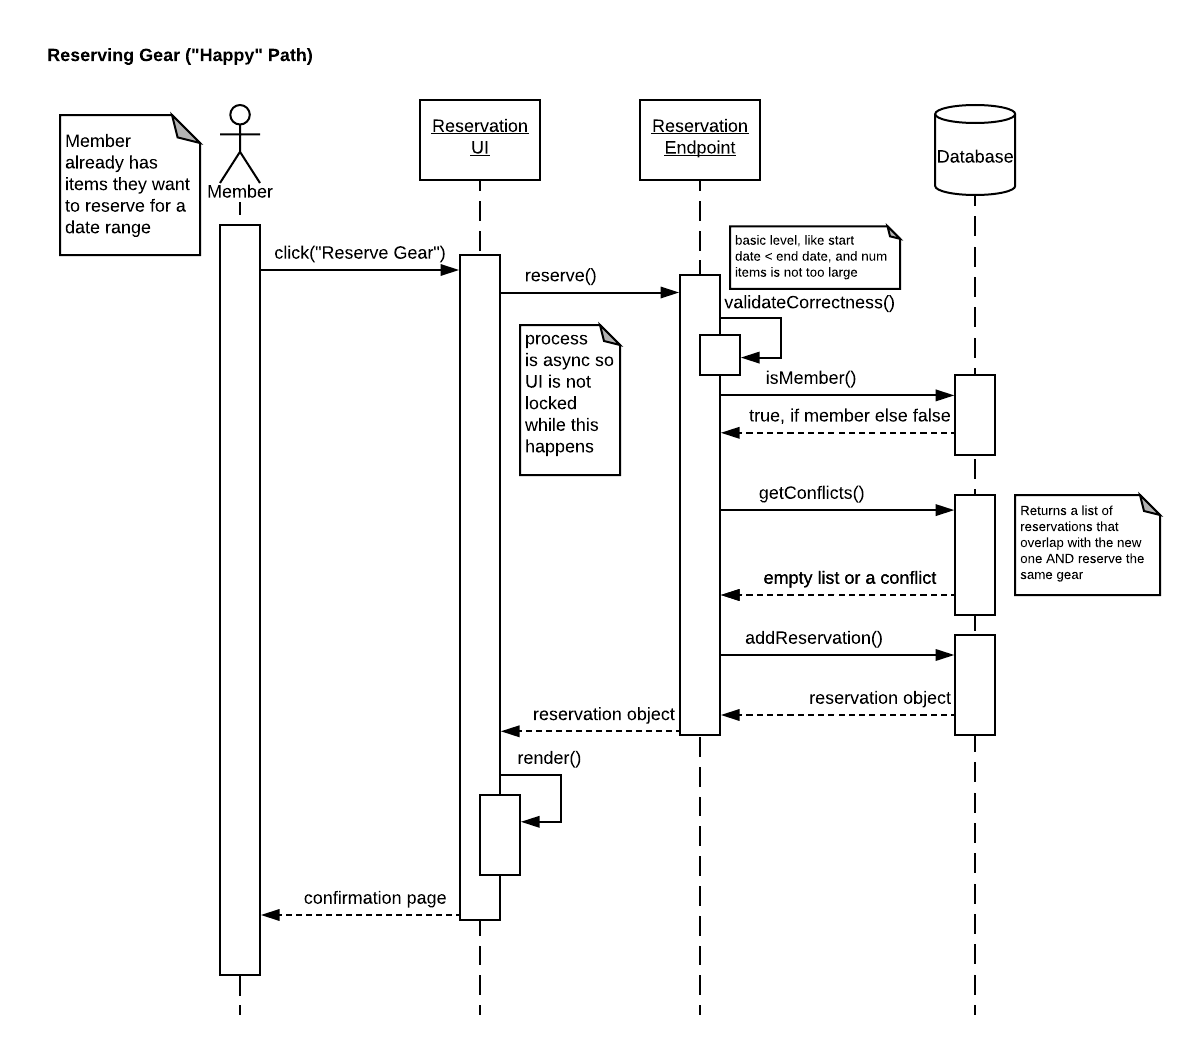 Reserving Gear ("Happy" Path)
Member
already has
items they want
to reserve for a
date range
Member
Reservation
UI
Reservation
Endpoint
Database
basic level, like start
date < end date, and num
items is not too large
click("Reserve Gear")
reserve()
validateCorrectness()
process
is async so
UI is not
locked
while this
happens
isMember()
true, if member else false
getConflicts()
Returns a list of
reservations that
overlap with the new
one AND reserve the
same gear
empty list or a conflict
addReservation()
reservation object
reservation object
render()
confirmation page